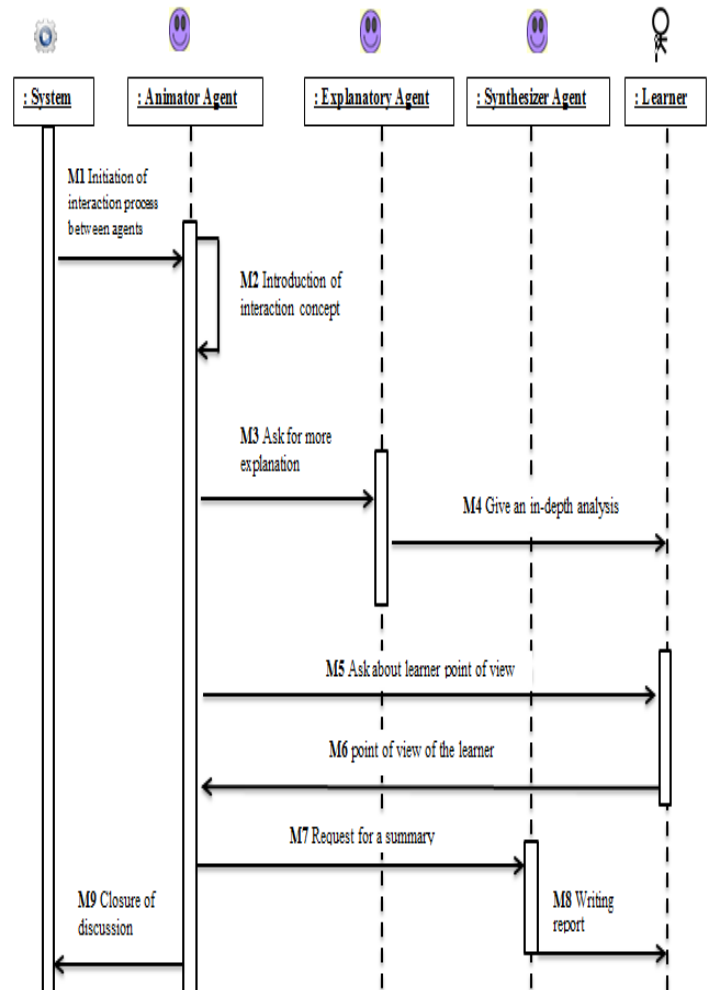 : System
: Animator Agent
: Explanatory Agent
: Synthesizer Agent
: Learner
M1 Initiation of
interaction process
between agents
M2 Introduction of
interaction concept
M3 Ask for more
explanation
M4 Give an in-depth analysis
M5 Ask about learner point of view
M6 point of view of the learner
M7 Request for a summary
M8 Writing
report
M9 Closure of
discussion